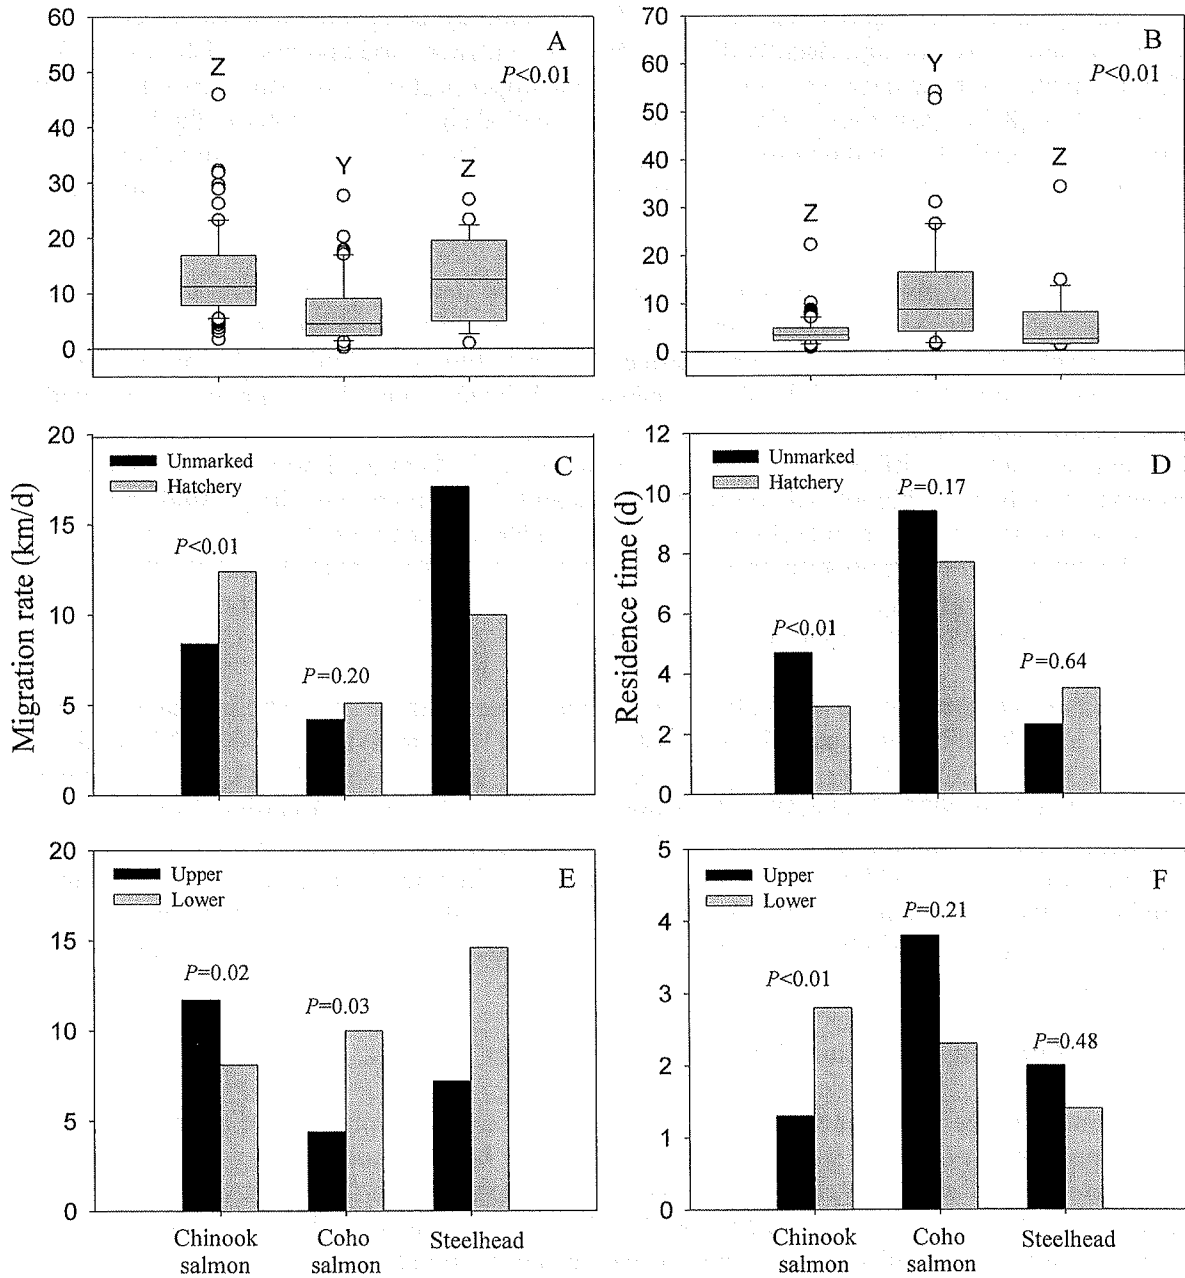 60
50
40
30
20
10
0
A
P<0.01
Z
Y
Z
70
60
50
40
30
20
10
0
B
P<0.01
Z
Y
Z
Migration rate (km/d)
20
15
10
5
0
Unmarked
Hatchery
C
P<0.01
P=0.20
Residence time (d)
12
10
8
6
4
2
0
Unmarked
Hatchery
D
P<0.01
P=0.17
P=0.64
20
15
10
5
0
Upper
Lower
E
P=0.02
P=0.03
Chinook
salmon
Coho
salmon
Steelhead
5
4
3
2
1
0
Upper
Lower
F
P<0.01
P=0.21
P=0.48
Chinook
salmon
Coho
salmon
Steelhead